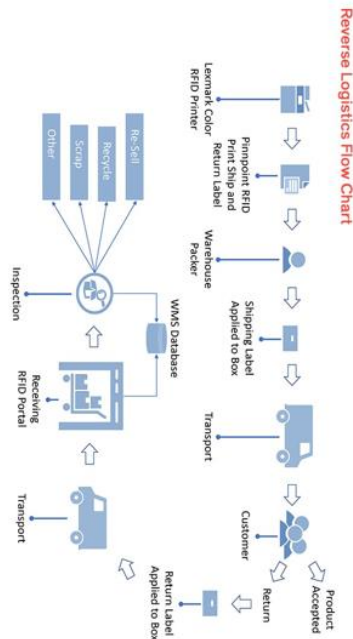 Reverse Logistics Flow Chart
Lexmark Color
RFID Printer
Pinnpoint RFID
Print Ship and
Return Label
Warehouse
Packer
Shipping Label
Applied to Box
Transport
Customer
Product
Accepted
Return
Return Label
Applied to Box
Transport
Receiving
RFID Portal
WMS Database
Inspection
Re-Sell
Recycle
Scrap
Other